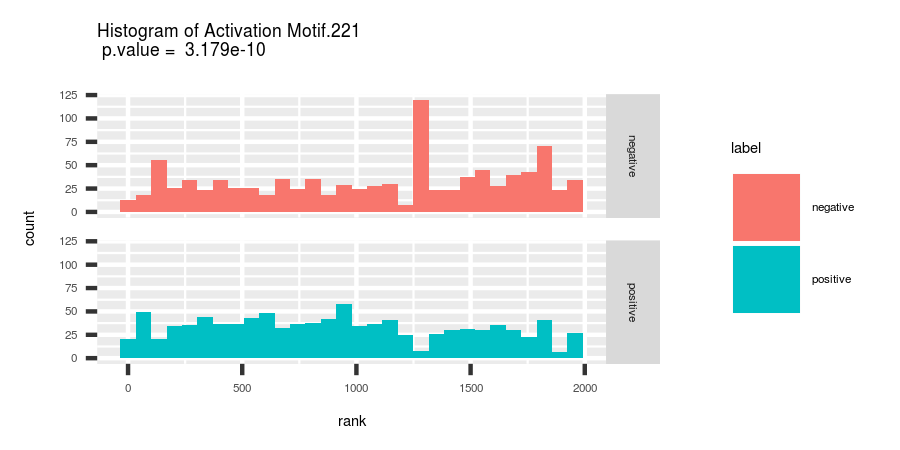 Histogram of Activation Motif.221
p.value =  3.179e-10
125
100
75
50
25
0
negative
125
100
75
50
25
0
positive
0
500
1000
1500
2000
count
rank
label
negative
positive